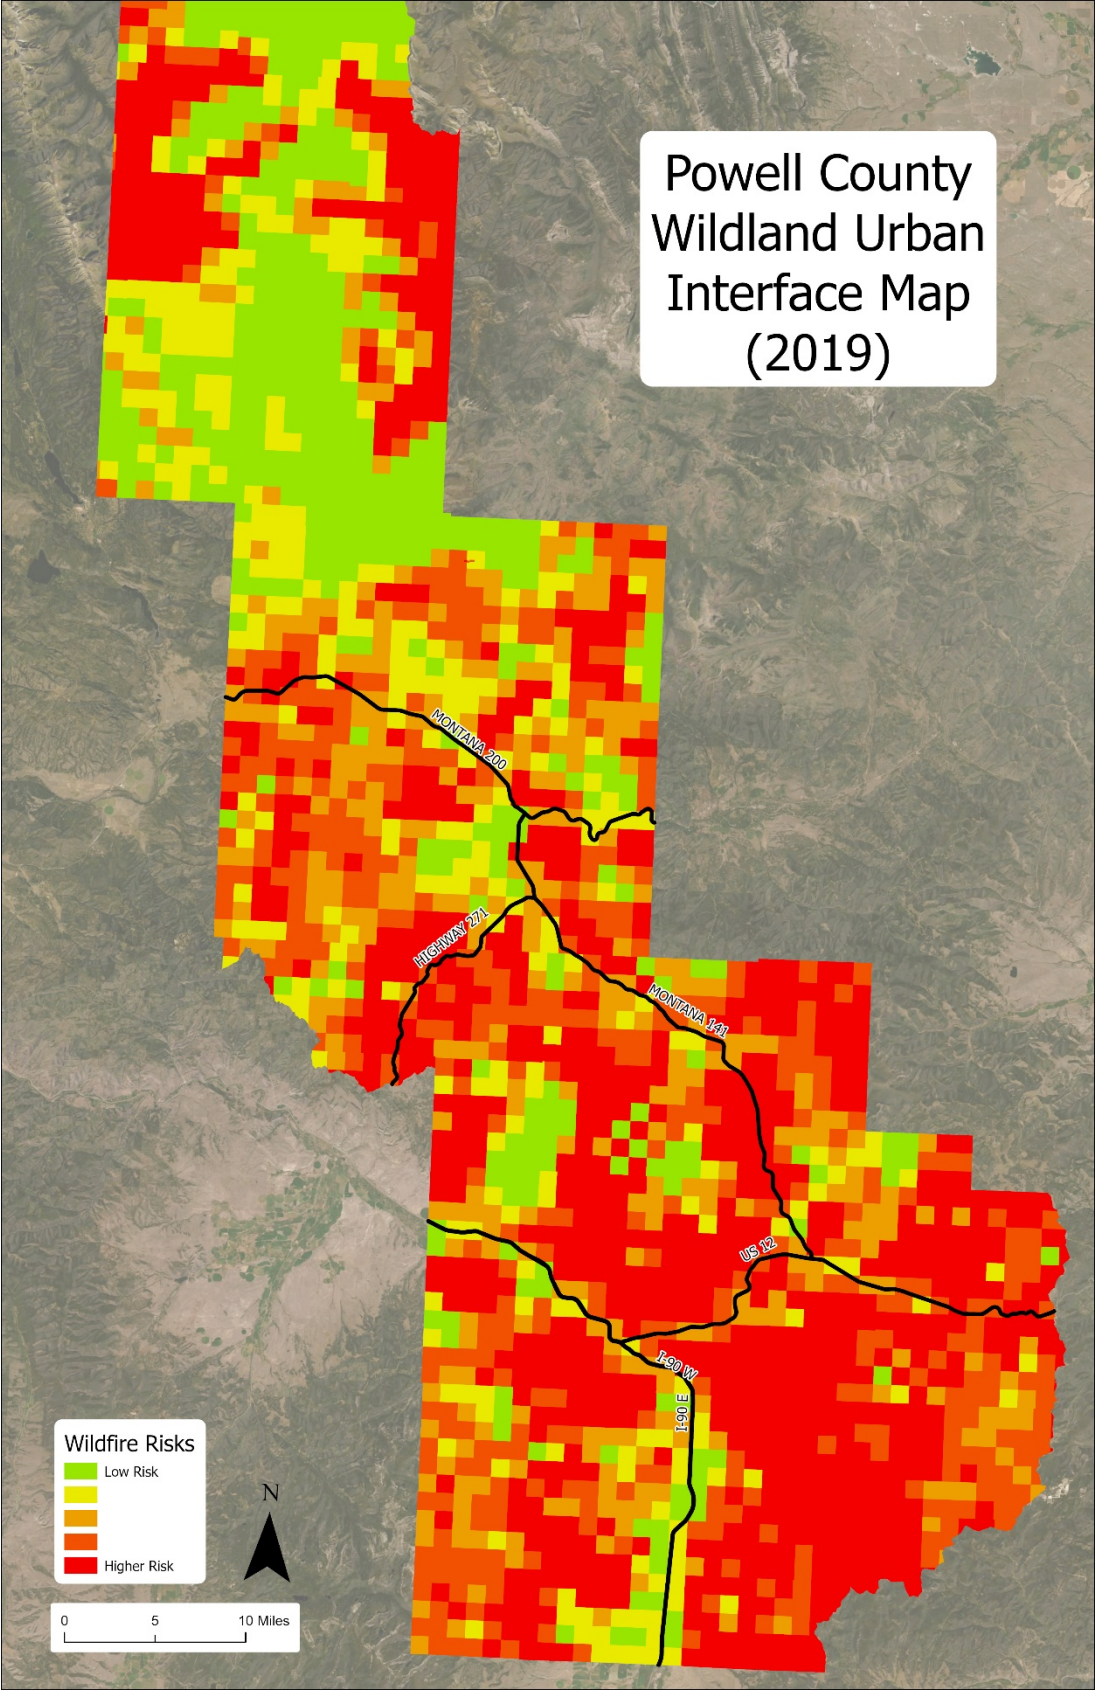 Powell County
Wildland Urban
Interface Map
(2019)
MONTANA 200
HIGHWAY 271
MONTANA 141
US 12
I-90 W
I-90 E
Wildfire Risks
Low Risk
Higher Risk
N
0 5 10 Miles